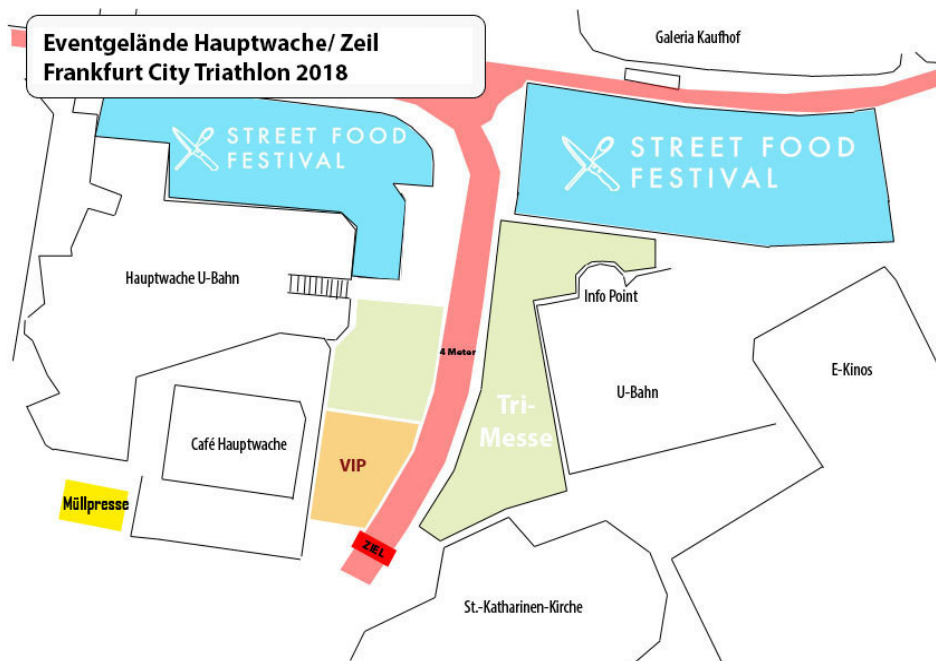 Eventgelände Hauptwache/ Zeil
Frankfurt City Triathlon 2018
Galeria Kaufhof
STREET FOOD
FESTIVAL
STREET FOOD
FESTIVAL
Hauptwache U-Bahn
Info Point
4 Meter
E-Kinos
U-Bahn
Tri-
Messe
Café Hauptwache
VIP
Müllpresse
ZIEL
St.-Katharinen-Kirche